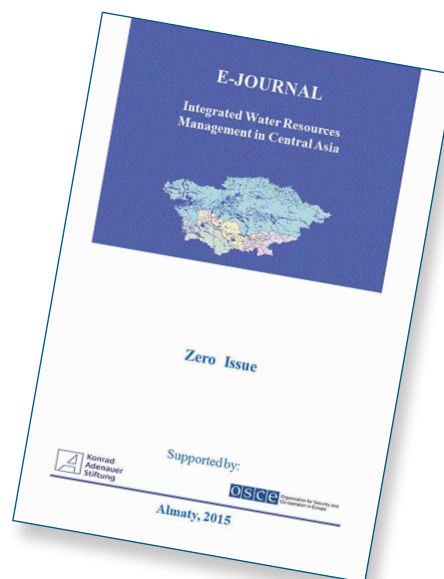 E-JOURNAL
Integrated Water Resources
Management in Central Asia
Zero Issue
Supported by:
Konrad
Adenauer
Stiftung
OSCE Organization for Security and
Co-operation in Europe
Almaty, 2015